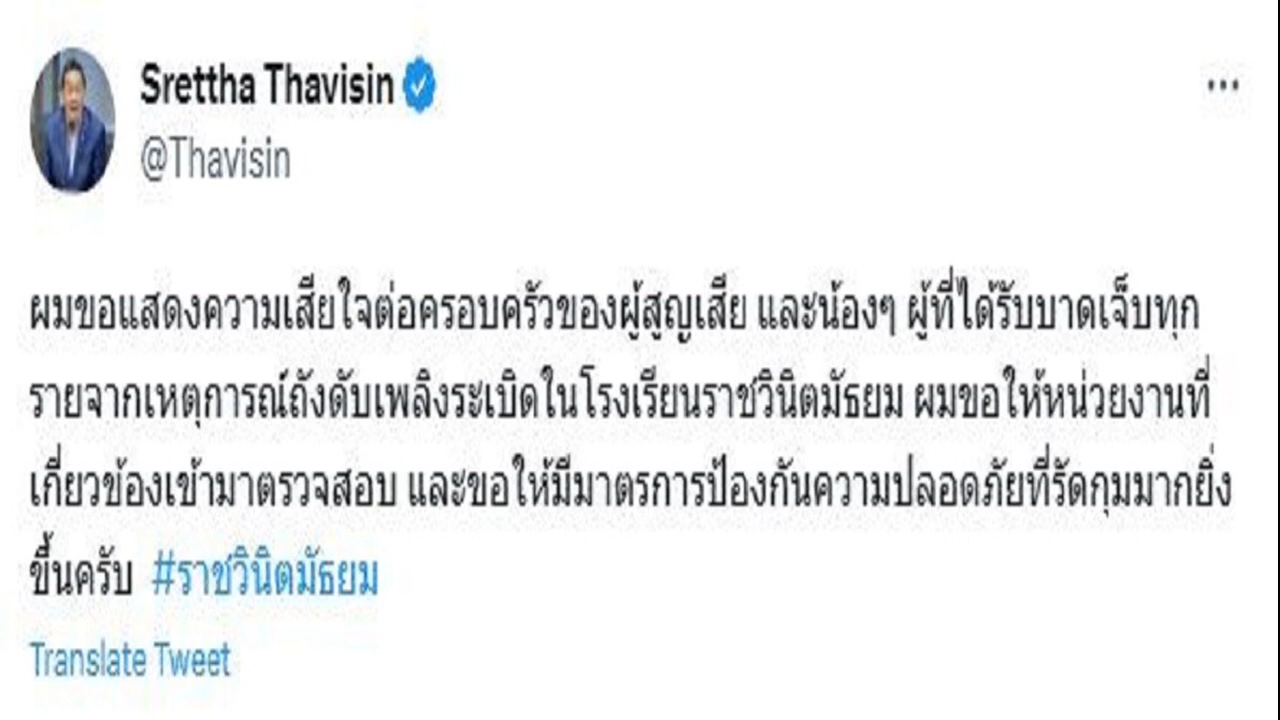 Srettha Thavisin
@Thavisin
ผมขอแสดงความเสียใจต่อครอบครัวของผู้สูญเสีย และน้องๆ ผู้ที่ได้รับบาดเจ็บทุก
รายจากเหตุการณ์ถังดับเพลิงระเบิดในโรงเรียนราชวินิตมัธยม ผมขอให้หน่วยงานที่
เกี่ยวข้องเข้ามาตรวจสอบ และขอให้มีมาตรการป้องกันความปลอดภัยที่รัดกุมมากยิ่ง
ขึ้นครับ #ราชวินิตมัธยม
Translate Tweet